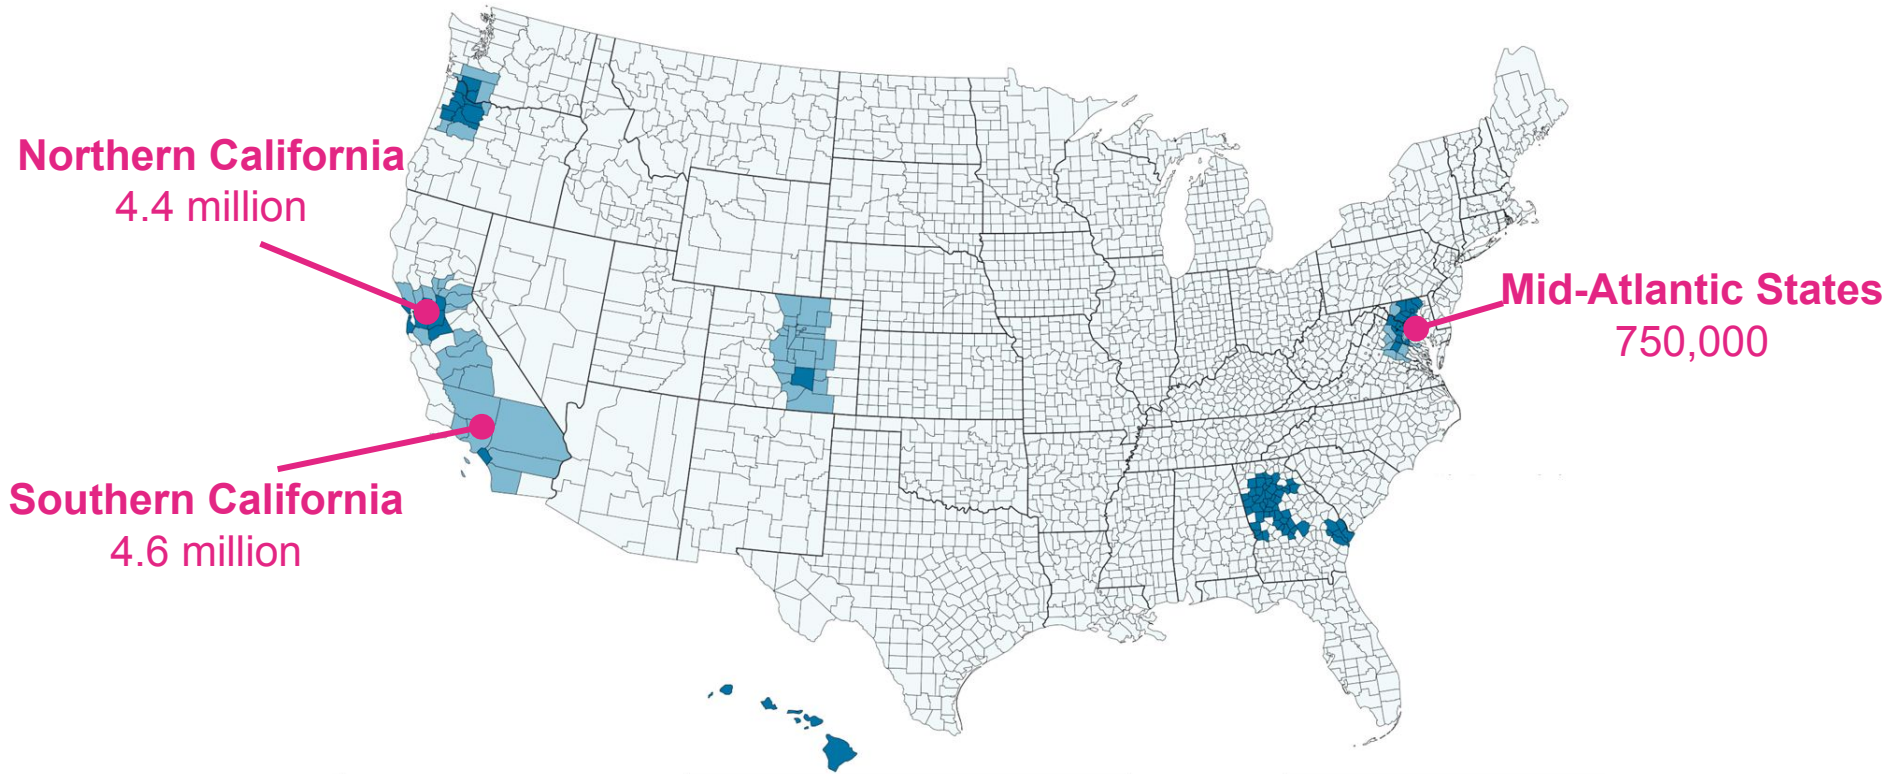 Northern California
4.4 million
Mid-Atlantic States
750,000
Southern California
4.6 million